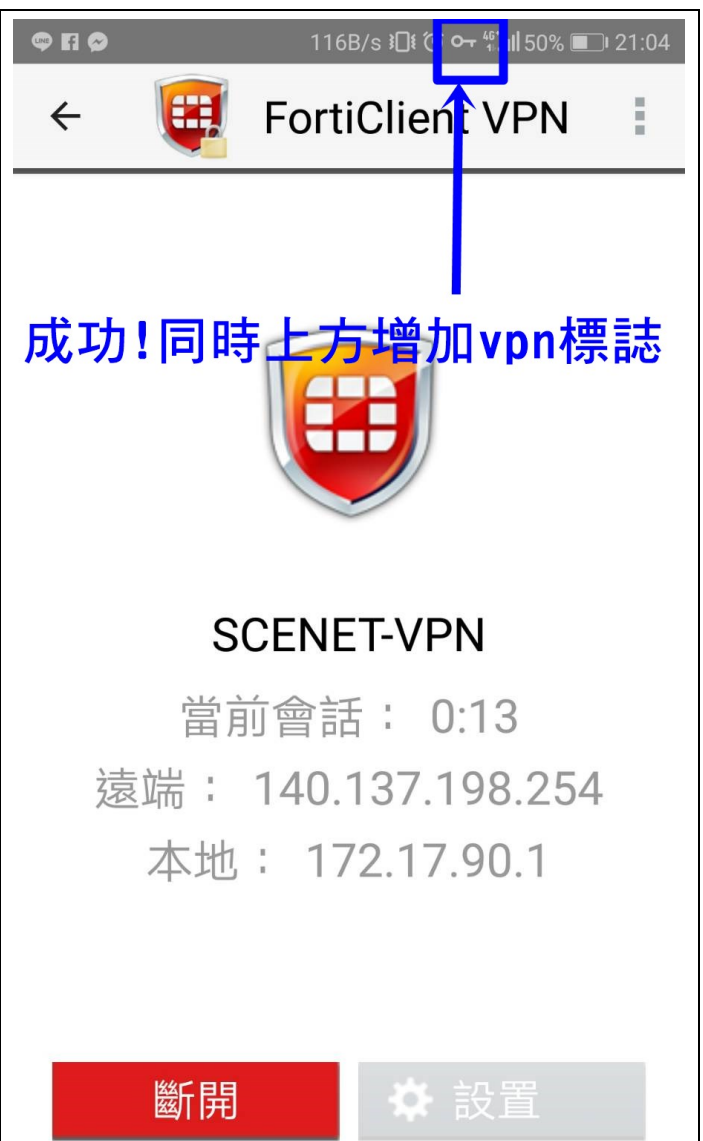 LINE
116B/s 4G 50% 21:04
FortiClient VPN
成功!同時上方增加vpn標誌
SCENET-VPN
當前會話： 0:13
遠端： 140.137.198.254
本地： 172.17.90.1
斷開
設置